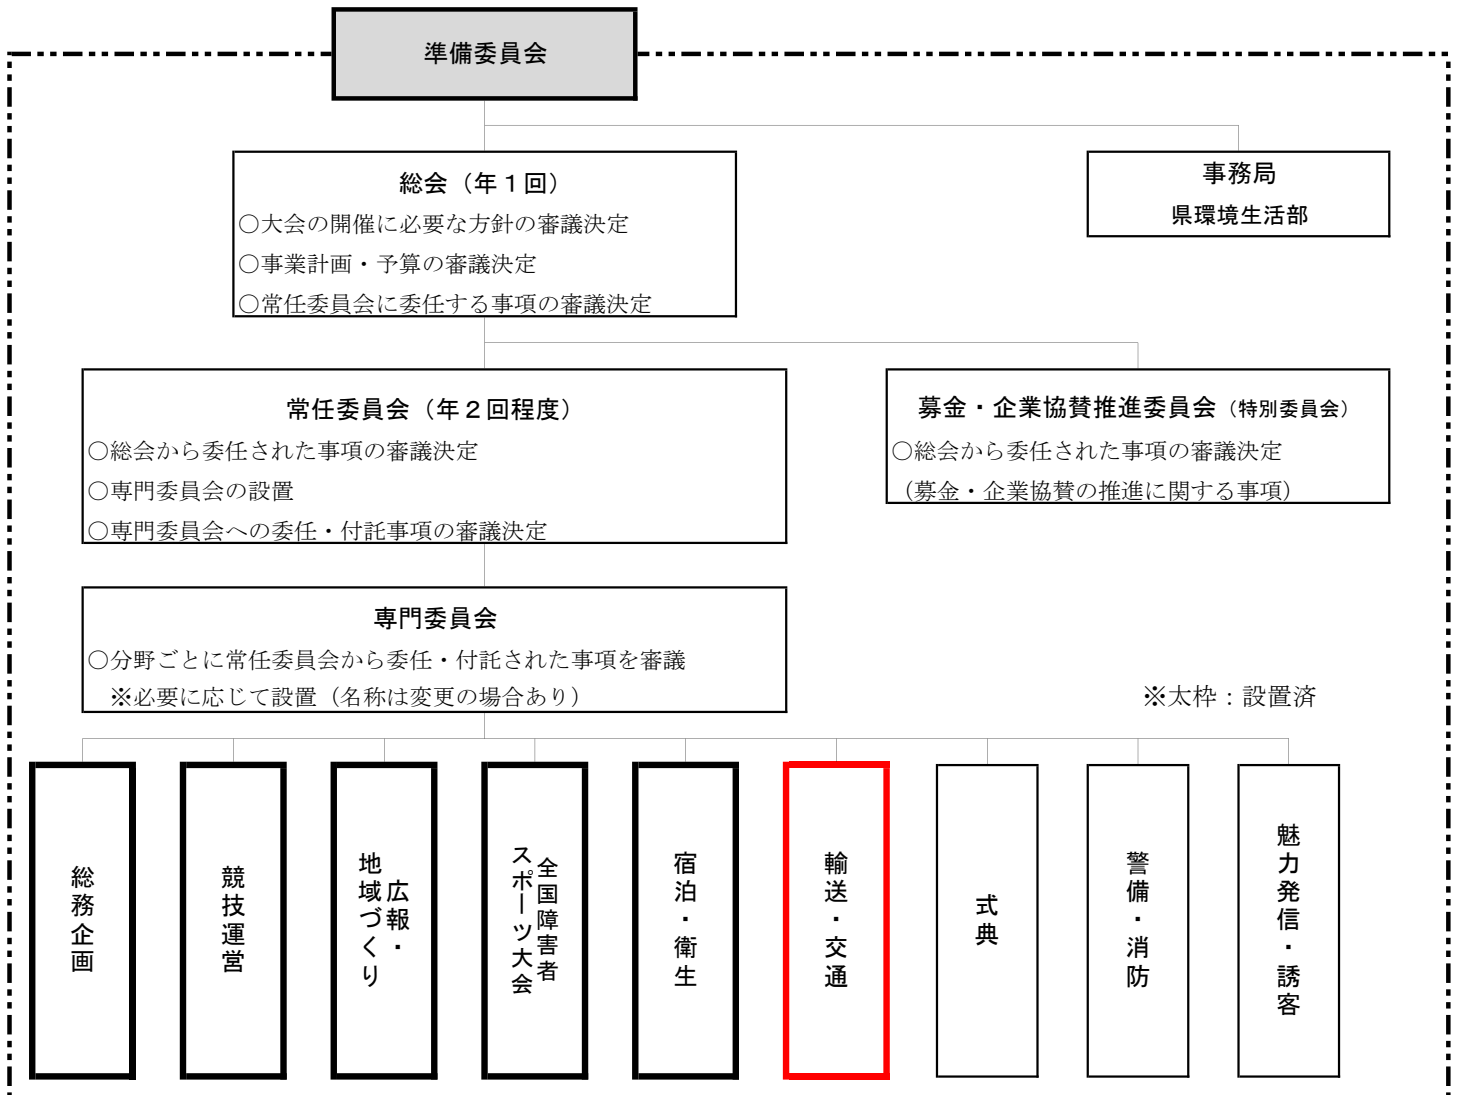 準備委員会
総会（年１回）
○大会の開催に必要な方針の審議決定
○事業計画・予算の審議決定
○常任委員会に委任する事項の審議決定
事務局
県環境生活部
常任委員会（年２回程度）
○総会から委任された事項の審議決定
○専門委員会の設置
○専門委員会への委任・付託事項の審議決定
募金・企業協賛推進委員会（特別委員会）
○総会から委任された事項の審議決定
（募金・企業協賛の推進に関する事項）
専門委員会
○分野ごとに常任委員会から委任・付託された事項を審議
※必要に応じて設置（名称は変更の場合あり）
※太枠：設置済
総務企画
競技運営
広報・
地域づくり
全国障害者
スポーツ大会
宿泊・衛生
輸送・交通
式典
警備・消防
魅力発信・誘客